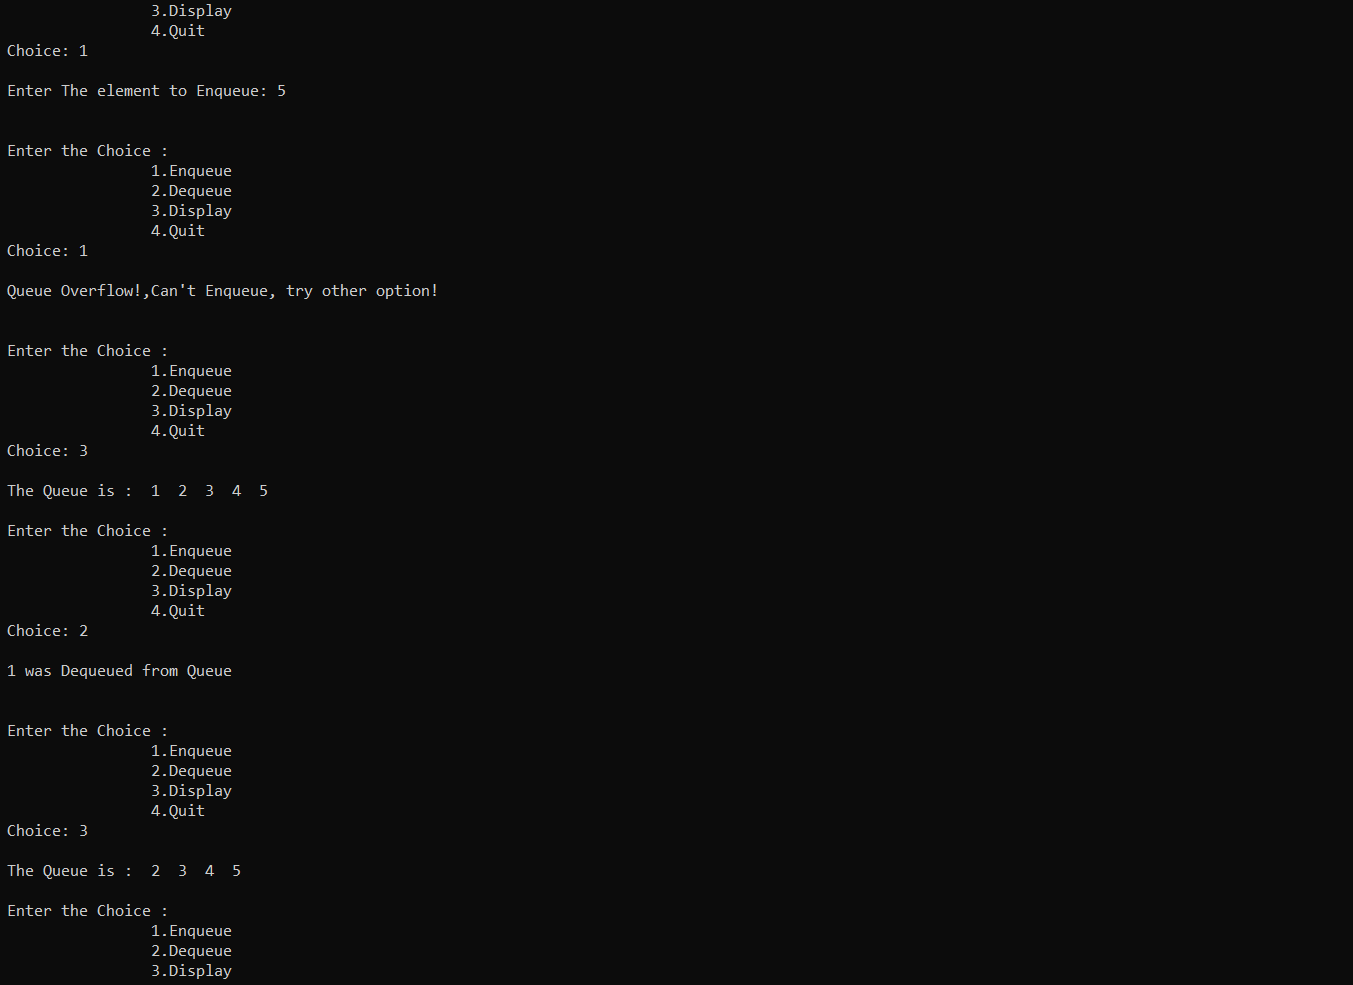 3.Display
4.Quit
Choice: 1
Enter The element to Enqueue: 5
Enter the Choice :
1.Enqueue
2.Dequeue
3.Display
4.Quit
Choice: 1
Queue Overflow!,Can't Enqueue, try other option!
Enter the Choice :
1.Enqueue
2.Dequeue
3.Display
4.Quit
Choice: 3
The Queue is :  1  2  3  4  5
Enter the Choice :
1.Enqueue
2.Dequeue
3.Display
4.Quit
Choice: 2
1 was Dequeued from Queue
Enter the Choice :
1.Enqueue
2.Dequeue
3.Display
4.Quit
Choice: 3
The Queue is :  2  3  4  5
Enter the Choice :
1.Enqueue
2.Dequeue
3.Display